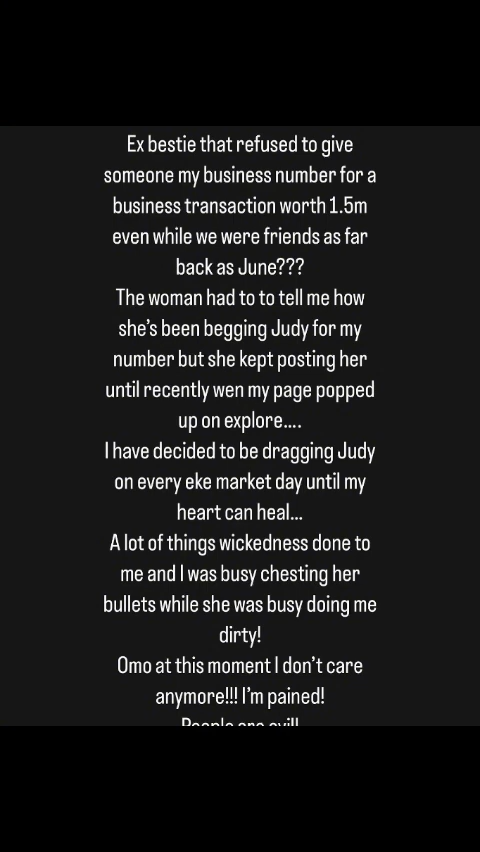 Ex bestie that refused to give
someone my business number for a
business transaction worth 1.5m
even while we were friends as far
back as June???
The woman had to to tell me how
she's been begging Judy for my
number but she kept posting her
until recently wen my page popped
up on explore....
I have decided to be dragging Judy
on every eke market day until my
heart can heal...
A lot of things wickedness done to
me and I was busy chesting her
bullets while she was busy doing me
dirty!
Omo at this moment I don't care
anymore!!! I'm pained!
People are evil!